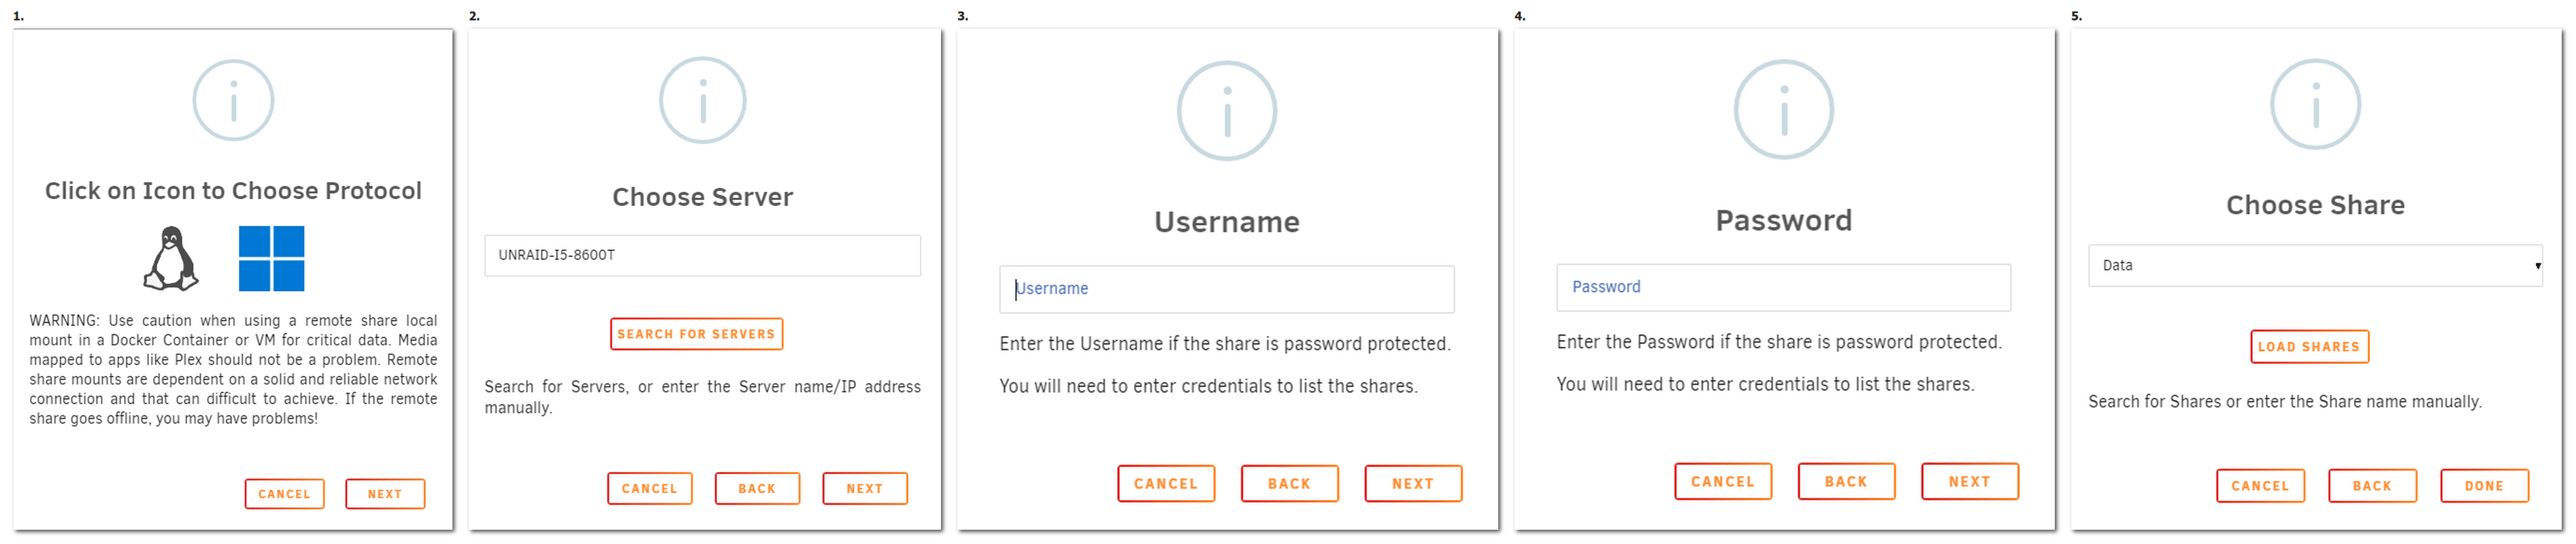 1.
Click on Icon to Choose Protocol
WARNING: Use caution when using a remote share local
mount in a Docker Container or VM for critical data. Media
mapped to apps like Plex should not be a problem. Remote
share mounts are dependent on a solid and reliable network
connection and that can difficult to achieve. If the remote
share goes offline, you may have problems!
CANCEL
NEXT
2.
Choose Server
UNRAID-I5-8600T
SEARCH FOR SERVERS
Search for Servers, or enter the Server name/IP address
manually.
CANCEL
BACK
NEXT
3.
Username
Username
Enter the Username if the share is password protected.
You will need to enter credentials to list the shares.
CANCEL
BACK
NEXT
4.
Password
Password
Enter the Password if the share is password protected.
You will need to enter credentials to list the shares.
CANCEL
BACK
NEXT
5.
Choose Share
Data
LOAD SHARES
Search for Shares or enter the Share name manually.
CANCEL
BACK
DONE